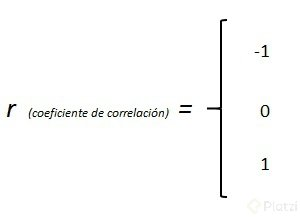 -1
r (coeficiente de correlación) = 0
1
Platzi